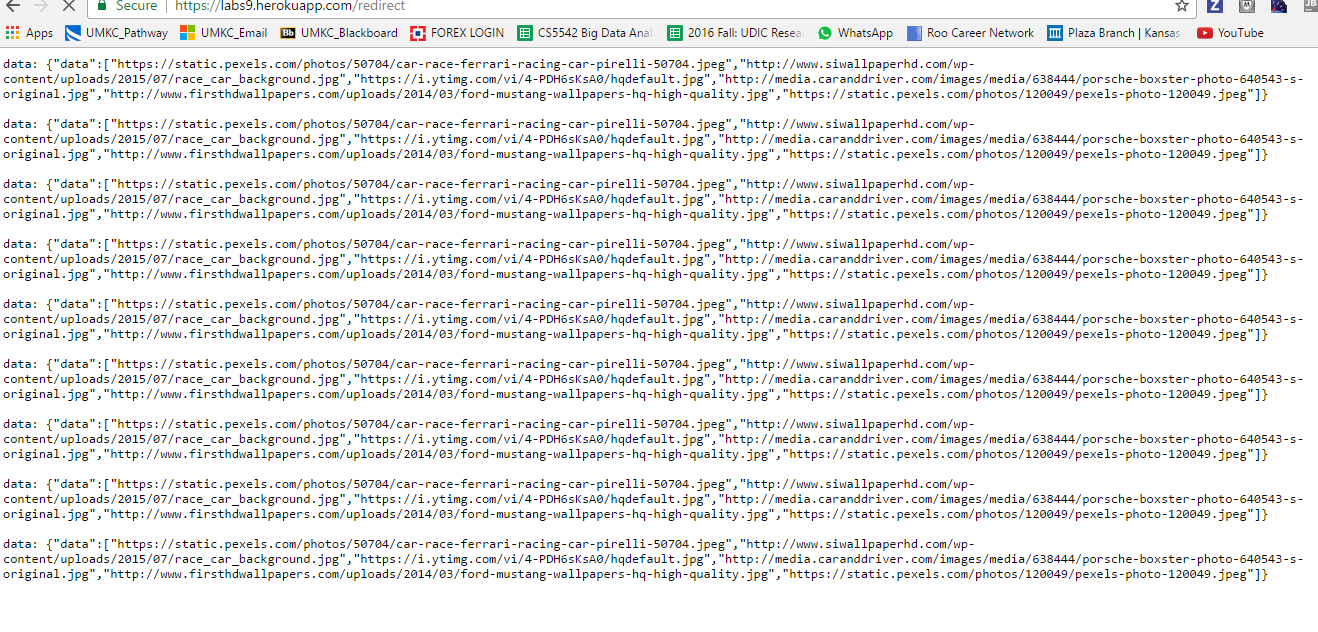 Secure https://labs9.herokuapp.com/redirect
Apps UMKC_Pathway UMKC_Email Bb UMKC_Blackboard FOREX LOGIN CS5542 Big Data Anal 2016 Fall: UDIC Resea WhatsApp Roo Career Network Plaza Branch | Kansas YouTube
data: {"data":["https://static.pexels.com/photos/50704/car-race-ferrari-racing-car-pirelli-50704.jpeg","http://www.siwallpaperhd.com/wp-
content/uploads/2015/07/race_car_background.jpg","https://i.ytimg.com/vi/4-PDH6sKsA0/hqdefault.jpg","http://media.caranddriver.com/images/media/638444/porsche-boxster-photo-640543-s-
original.jpg","http://www.firsthdwallpapers.com/uploads/2014/03/ford-mustang-wallpapers-hq-high-quality.jpg","https://static.pexels.com/photos/120049/pexels-photo-120049.jpeg"]}
data: {"data":["https://static.pexels.com/photos/50704/car-race-ferrari-racing-car-pirelli-50704.jpeg","http://www.siwallpaperhd.com/wp-
content/uploads/2015/07/race_car_background.jpg","https://i.ytimg.com/vi/4-PDH6sKsA0/hqdefault.jpg","http://media.caranddriver.com/images/media/638444/porsche-boxster-photo-640543-s-
original.jpg","http://www.firsthdwallpapers.com/uploads/2014/03/ford-mustang-wallpapers-hq-high-quality.jpg","https://static.pexels.com/photos/120049/pexels-photo-120049.jpeg"]}
data: {"data":["https://static.pexels.com/photos/50704/car-race-ferrari-racing-car-pirelli-50704.jpeg","http://www.siwallpaperhd.com/wp-
content/uploads/2015/07/race_car_background.jpg","https://i.ytimg.com/vi/4-PDH6sKsA0/hqdefault.jpg","http://media.caranddriver.com/images/media/638444/porsche-boxster-photo-640543-s-
original.jpg","http://www.firsthdwallpapers.com/uploads/2014/03/ford-mustang-wallpapers-hq-high-quality.jpg","https://static.pexels.com/photos/120049/pexels-photo-120049.jpeg"]}
data: {"data":["https://static.pexels.com/photos/50704/car-race-ferrari-racing-car-pirelli-50704.jpeg","http://www.siwallpaperhd.com/wp-
content/uploads/2015/07/race_car_background.jpg","https://i.ytimg.com/vi/4-PDH6sKsA0/hqdefault.jpg","http://media.caranddriver.com/images/media/638444/porsche-boxster-photo-640543-s-
original.jpg","http://www.firsthdwallpapers.com/uploads/2014/03/ford-mustang-wallpapers-hq-high-quality.jpg","https://static.pexels.com/photos/120049/pexels-photo-120049.jpeg"]}
data: {"data":["https://static.pexels.com/photos/50704/car-race-ferrari-racing-car-pirelli-50704.jpeg","http://www.siwallpaperhd.com/wp-
content/uploads/2015/07/race_car_background.jpg","https://i.ytimg.com/vi/4-PDH6sKsA0/hqdefault.jpg","http://media.caranddriver.com/images/media/638444/porsche-boxster-photo-640543-s-
original.jpg","http://www.firsthdwallpapers.com/uploads/2014/03/ford-mustang-wallpapers-hq-high-quality.jpg","https://static.pexels.com/photos/120049/pexels-photo-120049.jpeg"]}
data: {"data":["https://static.pexels.com/photos/50704/car-race-ferrari-racing-car-pirelli-50704.jpeg","http://www.siwallpaperhd.com/wp-
content/uploads/2015/07/race_car_background.jpg","https://i.ytimg.com/vi/4-PDH6sKsA0/hqdefault.jpg","http://media.caranddriver.com/images/media/638444/porsche-boxster-photo-640543-s-
original.jpg","http://www.firsthdwallpapers.com/uploads/2014/03/ford-mustang-wallpapers-hq-high-quality.jpg","https://static.pexels.com/photos/120049/pexels-photo-120049.jpeg"]}
data: {"data":["https://static.pexels.com/photos/50704/car-race-ferrari-racing-car-pirelli-50704.jpeg","http://www.siwallpaperhd.com/wp-
content/uploads/2015/07/race_car_background.jpg","https://i.ytimg.com/vi/4-PDH6sKsA0/hqdefault.jpg","http://media.caranddriver.com/images/media/638444/porsche-boxster-photo-640543-s-
original.jpg","http://www.firsthdwallpapers.com/uploads/2014/03/ford-mustang-wallpapers-hq-high-quality.jpg","https://static.pexels.com/photos/120049/pexels-photo-120049.jpeg"]}
data: {"data":["https://static.pexels.com/photos/50704/car-race-ferrari-racing-car-pirelli-50704.jpeg","http://www.siwallpaperhd.com/wp-
content/uploads/2015/07/race_car_background.jpg","https://i.ytimg.com/vi/4-PDH6sKsA0/hqdefault.jpg","http://media.caranddriver.com/images/media/638444/porsche-boxster-photo-640543-s-
original.jpg","http://www.firsthdwallpapers.com/uploads/2014/03/ford-mustang-wallpapers-hq-high-quality.jpg","https://static.pexels.com/photos/120049/pexels-photo-120049.jpeg"]}
data: {"data":["https://static.pexels.com/photos/50704/car-race-ferrari-racing-car-pirelli-50704.jpeg","http://www.siwallpaperhd.com/wp-
content/uploads/2015/07/race_car_background.jpg","https://i.ytimg.com/vi/4-PDH6sKsA0/hqdefault.jpg","http://media.caranddriver.com/images/media/638444/porsche-boxster-photo-640543-s-
original.jpg","http://www.firsthdwallpapers.com/uploads/2014/03/ford-mustang-wallpapers-hq-high-quality.jpg","https://static.pexels.com/photos/120049/pexels-photo-120049.jpeg"]}